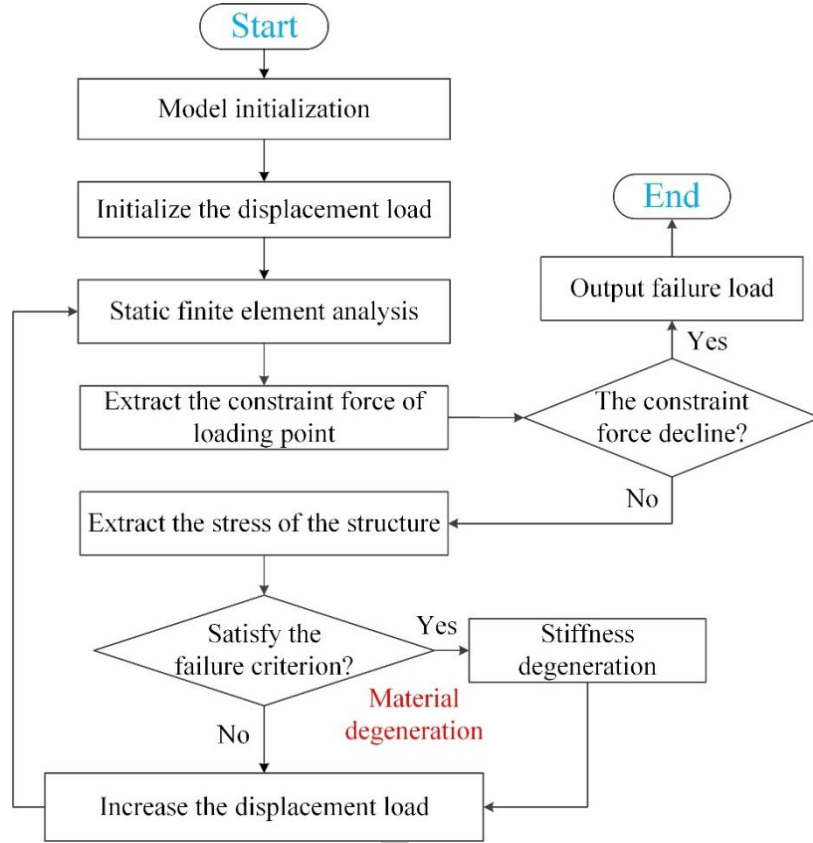 Start
Model initialization
Initialize the displacement load
Static finite element analysis
Extract the constraint force of
loading point
The constraint
force decline?
Yes
Output failure load
End
No
Extract the stress of the structure
Satisfy the
failure criterion?
Yes
Stiffness
degeneration
Material
degeneration
No
Increase the displacement load